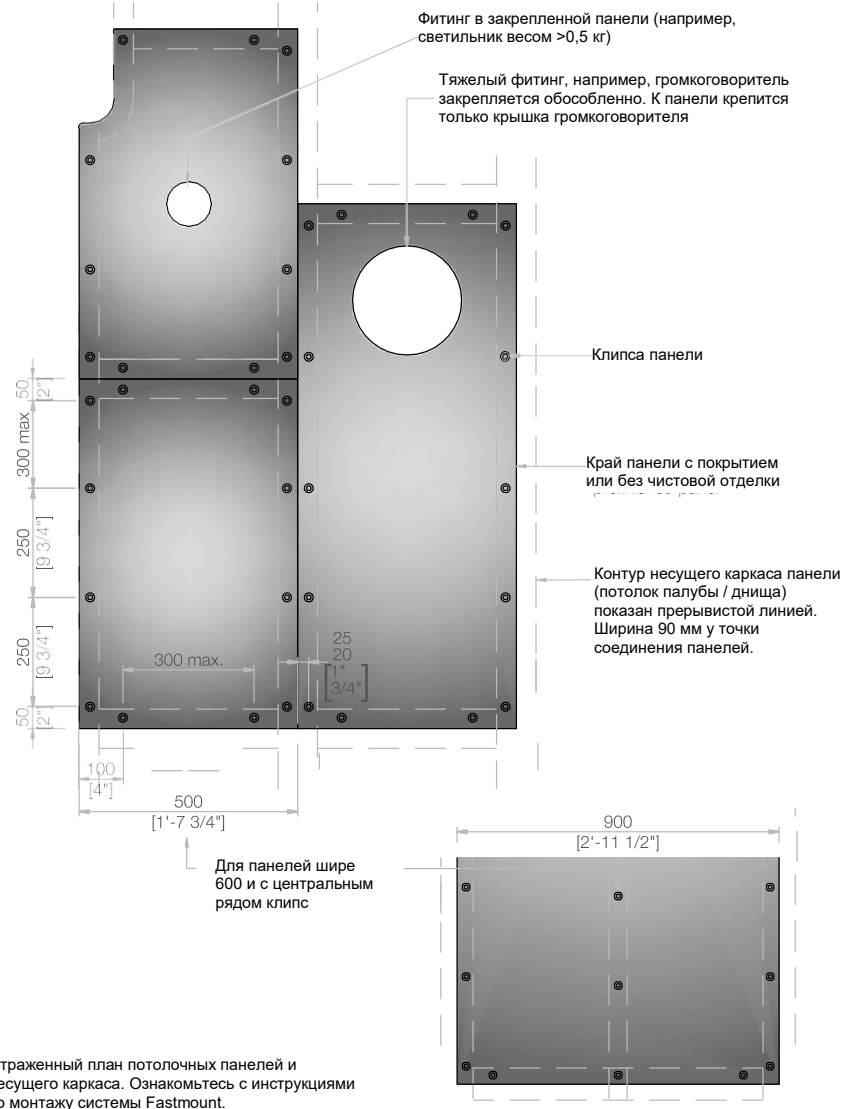 Фитинг в закрепленной панели (например,
светильник весом >0,5 кг)
Тяжелый фитинг, например, громкоговоритель
закрепляется обособленно. К панели крепится
только крышка громкоговорителя
Клипса панели
Край панели с покрытием
или без чистовой отделки
Контур несущего каркаса панели
(потолок палубы / днища)
показан прерывистой линией.
Ширина 90 мм у точки
соединения панелей.
50
[2"]
300 max
250
[9 3/4"]
250
[9 3/4"]
50
[2"]
300 max.
25
20
1"
3/4"
100
[4"]
500
[1'-7 3/4"]
Для панелей шире
600 и с центральным
рядом клипс
900
[2'-11 1/2"]
траженный план потолочных панелей и
есущего каркаса. Ознакомьтесь с инструкциями
о монтажу системы Fastmount.